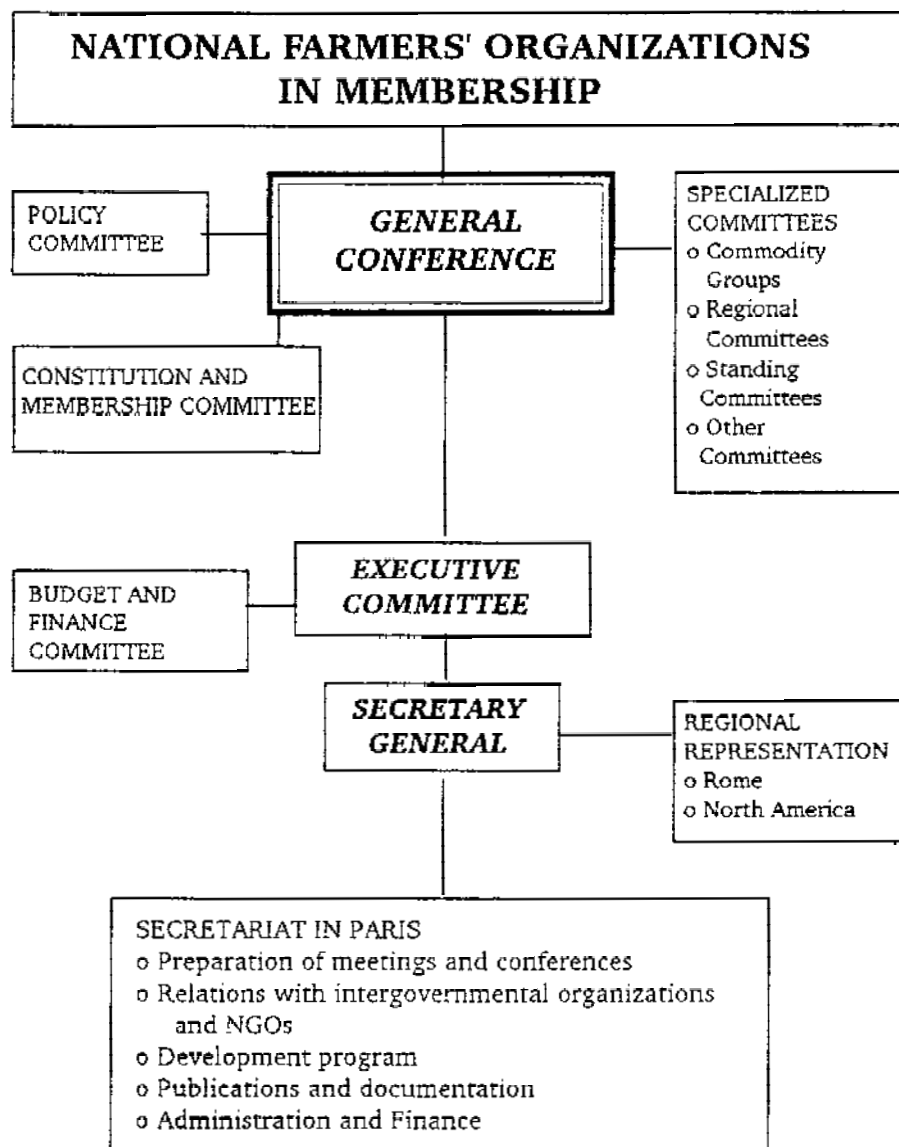 NATIONAL FARMERS' ORGANIZATIONS
IN MEMBERSHIP
POLICY
COMMITTEE
GENERAL
CONFERENCE
SPECIALIZED
COMMITTEES
o Commodity
Groups
o Regional
Committees
o Standing
Committees
o Other
Committees
CONSTITUTION AND
MEMBERSHIP COMMITTEE
EXECUTIVE
COMMITTEE
BUDGET AND
FINANCE
COMMITTEE
SECRETARY
GENERAL
REGIONAL
REPRESENTATION
o Rome
o North America
SECRETARIAT IN PARIS
o Preparation of meetings and conferences
o Relations with intergovernmental organizations
and NGOs
o Development program
o Publications and documentation
o Administration and Finance